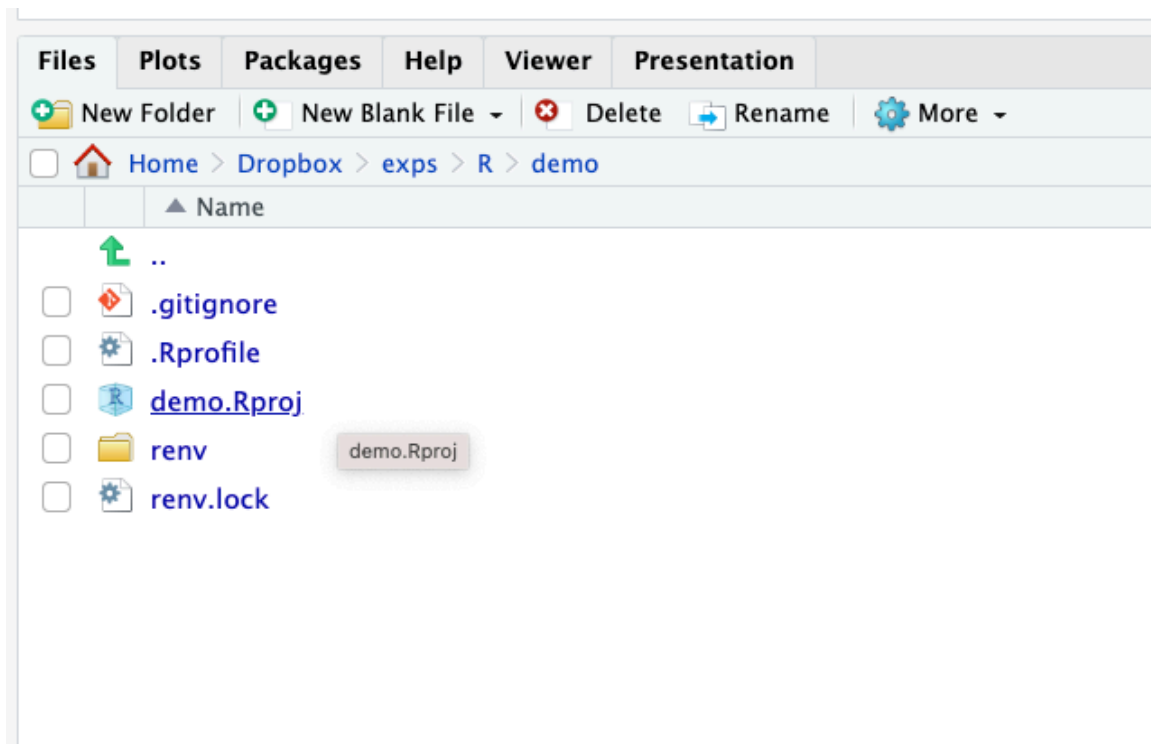 Files Plots Packages Help Viewer Presentation
New Folder New Blank File Delete Rename More
Home > Dropbox > exps > R > demo
Name
..
.gitignore
.Rprofile
demo.Rproj
renv demo.Rproj
renv.lock